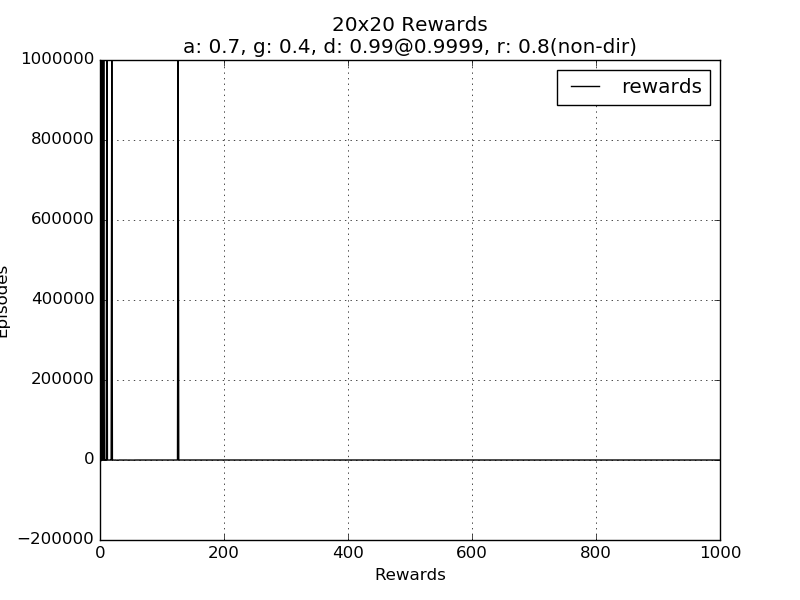 20x20 Rewards
a: 0.7, g: 0.4, d: 0.99@0.9999, r: 0.8(non-dir)
1000000
rewards
800000
600000
400000
Episodes
200000
0
−200000
0 200 400 600 800 1000
Rewards